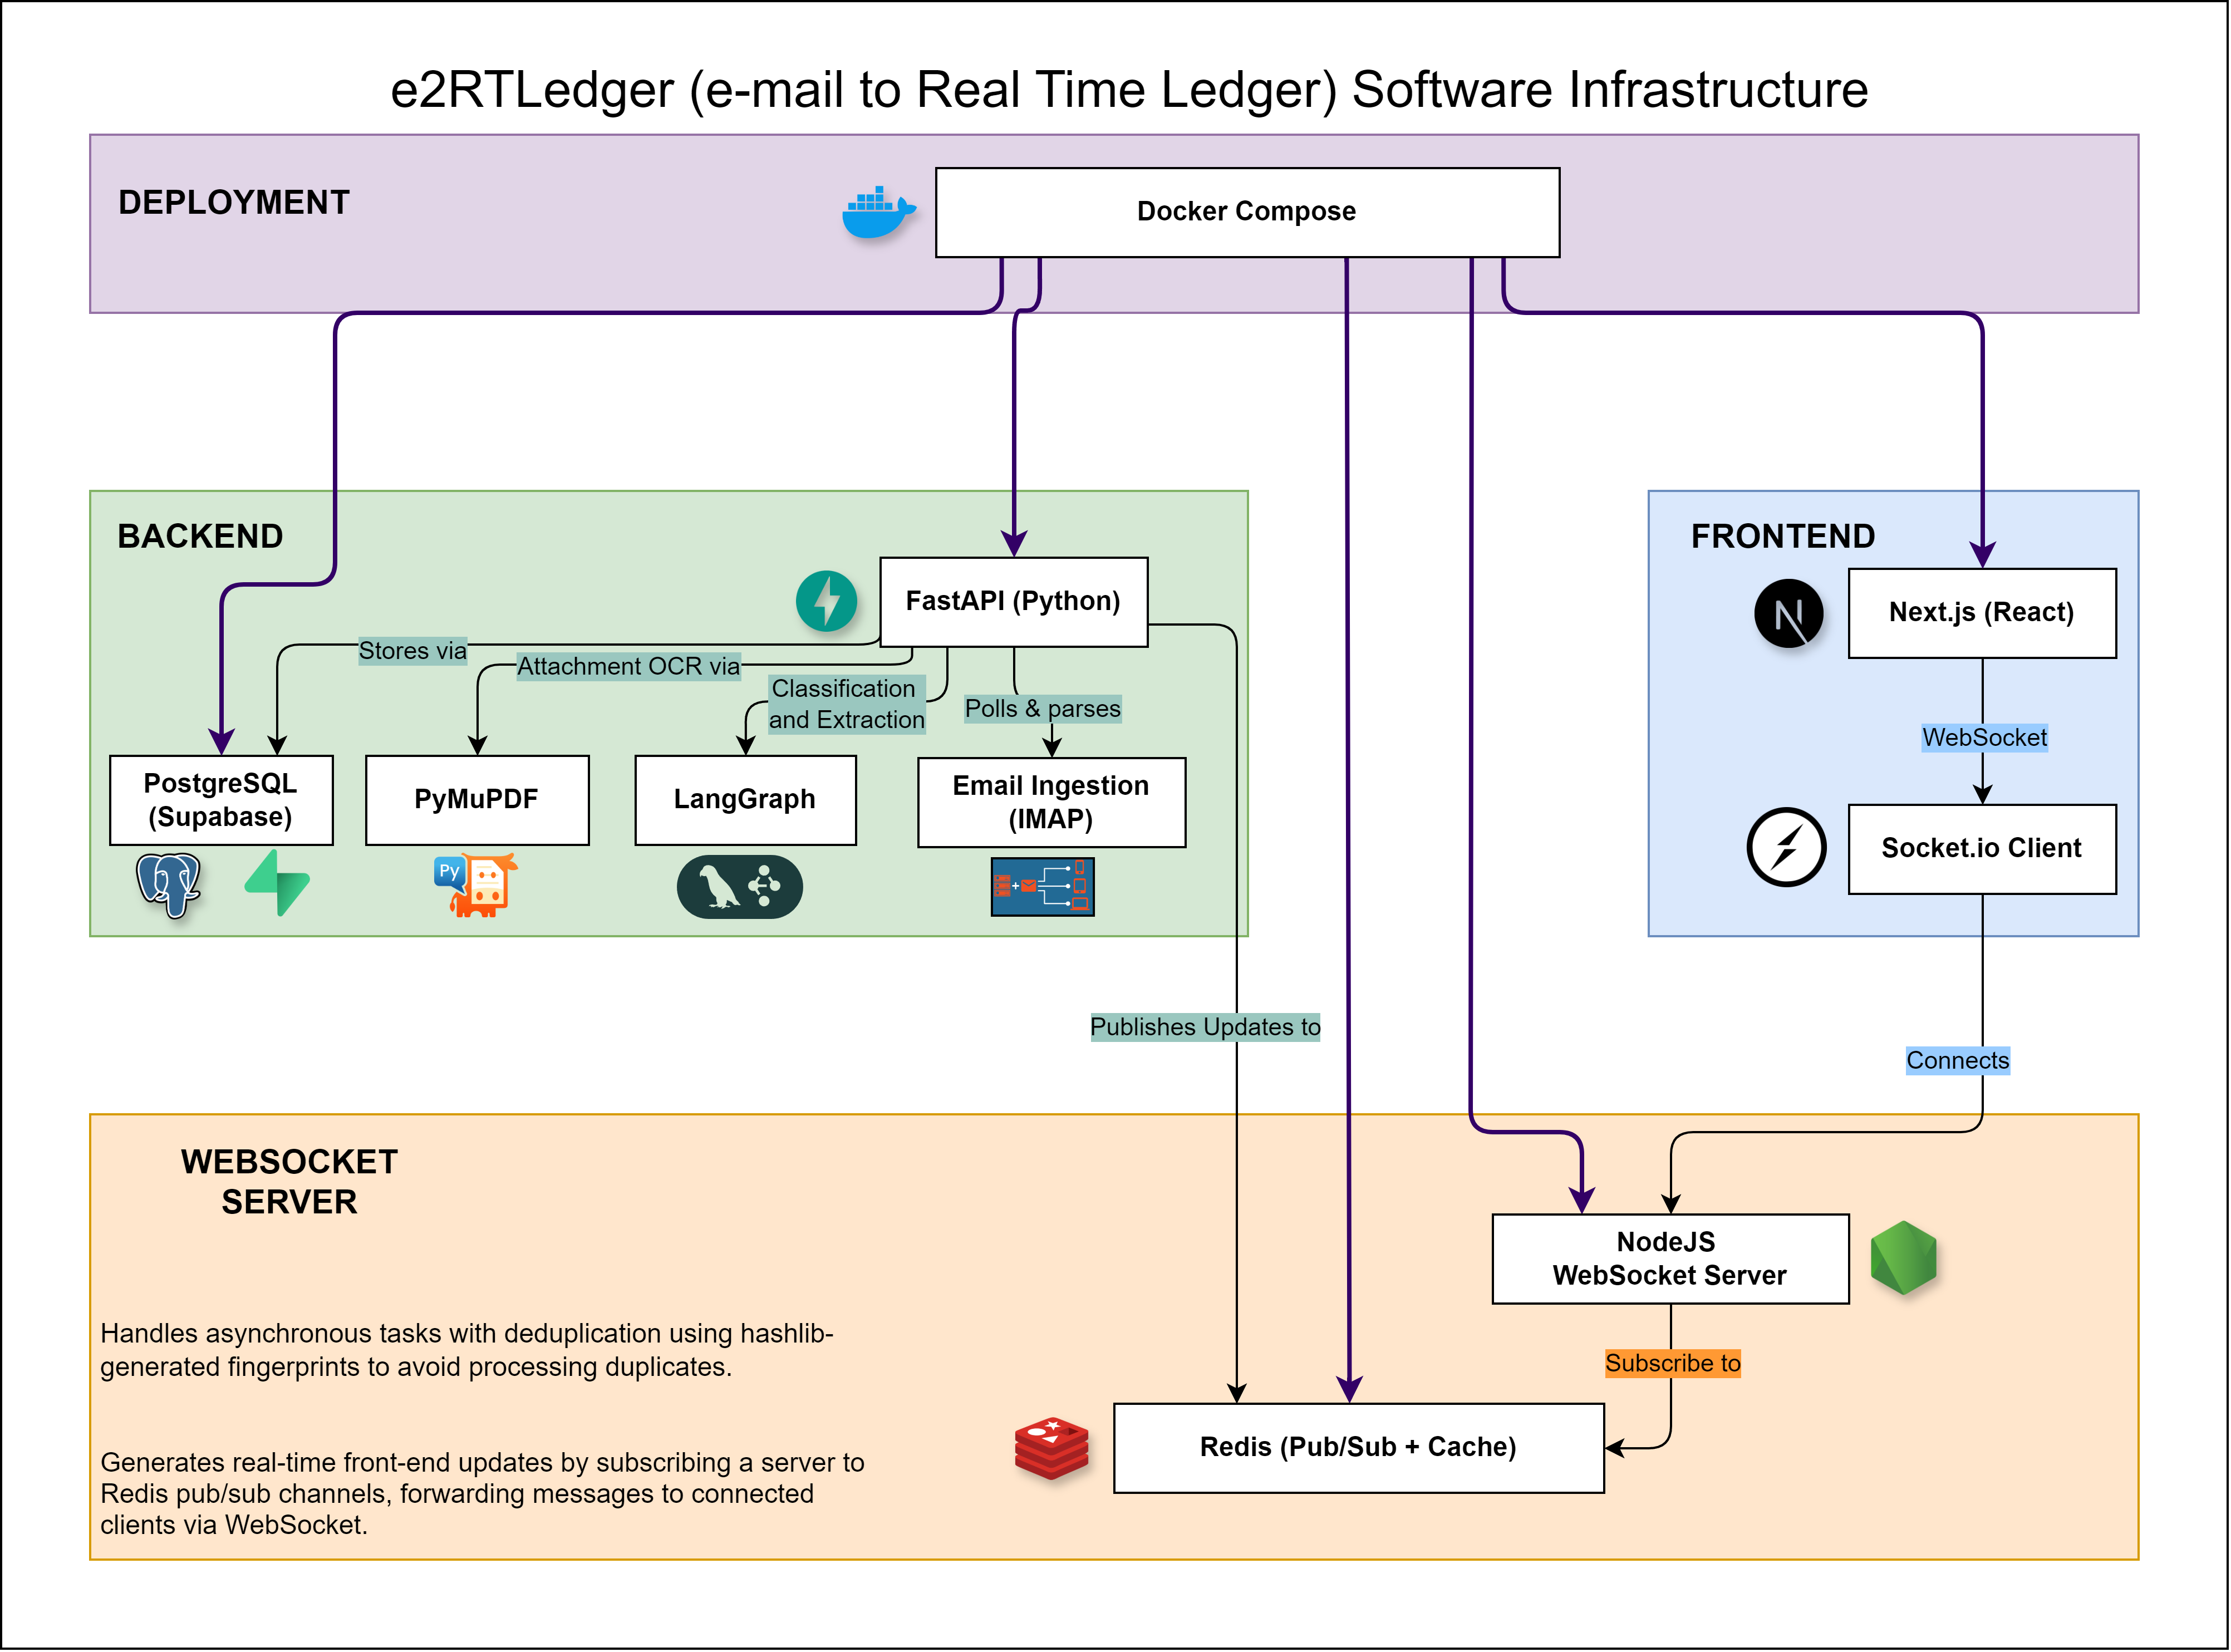 e2RTLedger (e-mail to Real Time Ledger) Software Infrastructure
DEPLOYMENT
Docker Compose
BACKEND
FastAPI (Python)
Stores via
Attachment OCR via
Classification
and Extraction
Polls & parses
PostgreSQL
(Supabase)
PyMuPDF
LangGraph
Email Ingestion
(IMAP)
Py
FRONTEND
Next.js (React)
WebSocket
Socket.io Client
Publishes Updates to
Connects
WEBSOCKET
SERVER
NodeJS
WebSocket Server
Handles asynchronous tasks with deduplication using hashlib-
generated fingerprints to avoid processing duplicates.
Subscribe to
Redis (Pub/Sub + Cache)
Generates real-time front-end updates by subscribing a server to
Redis pub/sub channels, forwarding messages to connected
clients via WebSocket.